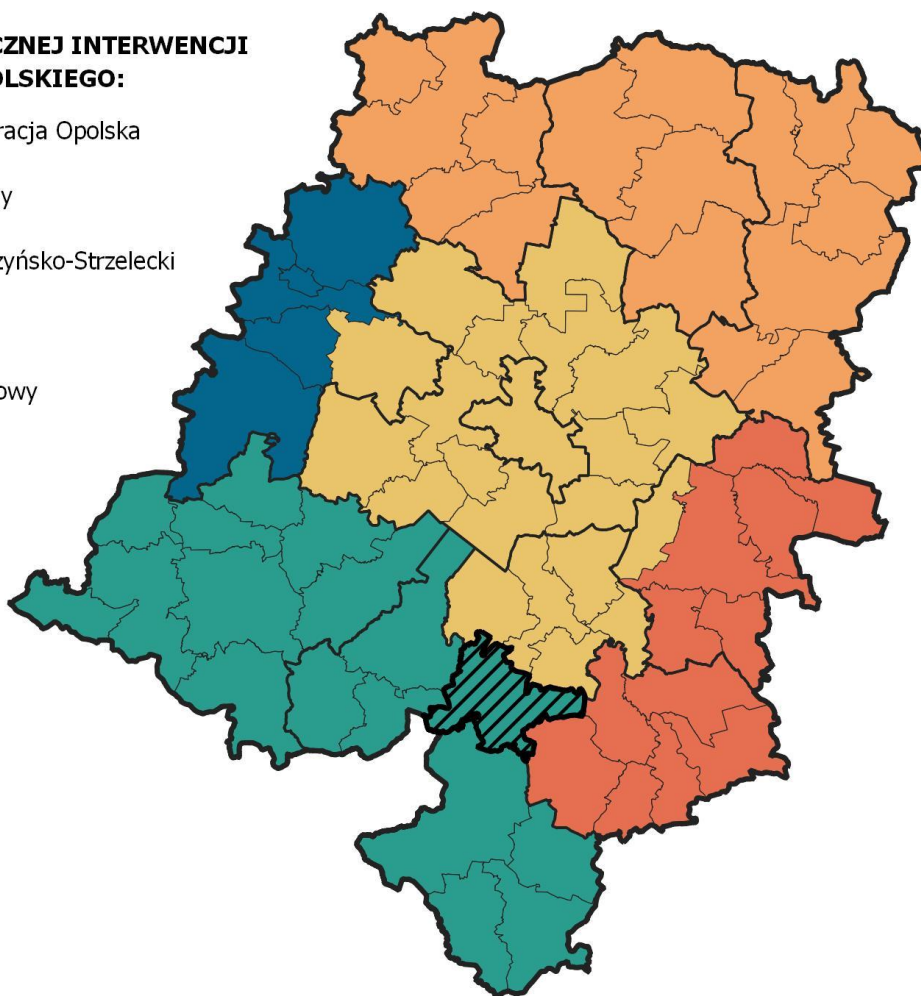 CZNEJ INTERWENCJI
OLSKIEGO:
racja Opolska
y
zyńsko-Strzelecki
owy